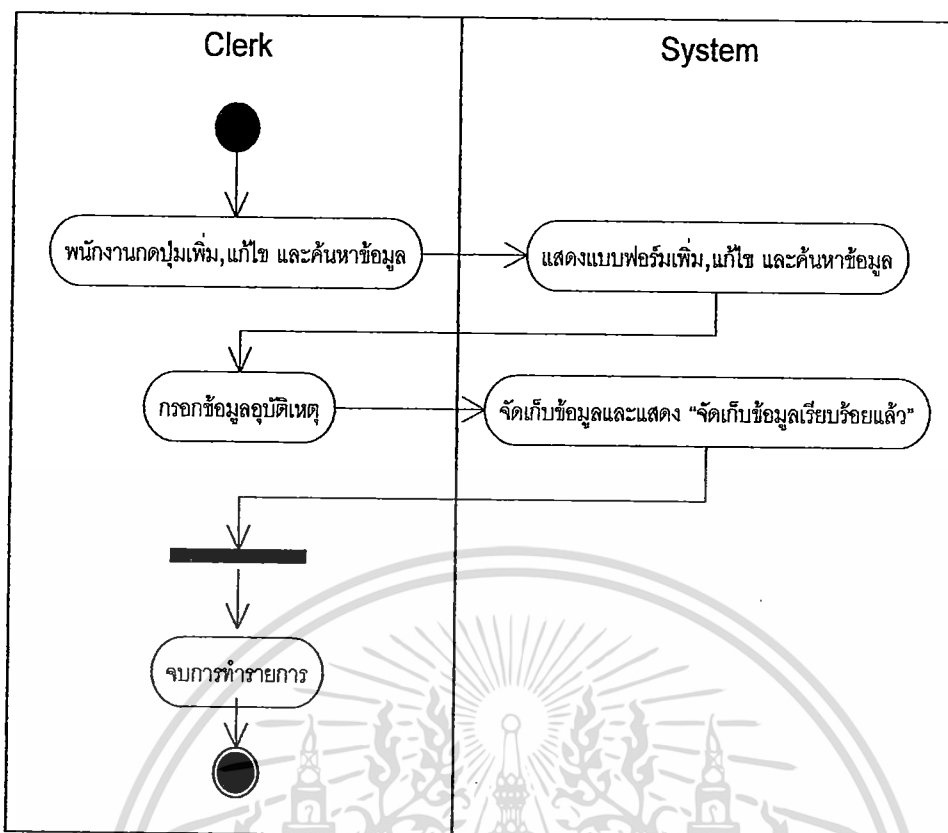 Clerk
System
พนักงานกดปุ่มเพิ่ม,แก้ไข และค้นหาข้อมูล
แสดงแบบฟอร์มเพิ่ม,แก้ไข และค้นหาข้อมูล
กรอกข้อมูลอุบัติเหตุ
จัดเก็บข้อมูลและแสดง “จัดเก็บข้อมูลเรียบร้อยแล้ว”
จบการทำรายการ